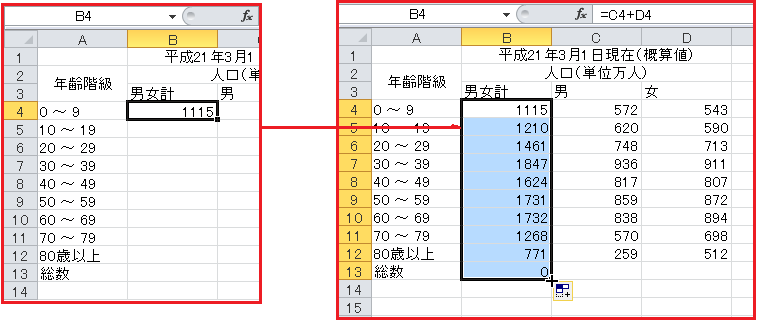 B4 fx
A B C
1 平成21年3月1
2 年齢階級 人口(単
3 男女計 男
4 0 ～ 9 1115
5 10 ～ 19
6 20 ～ 29
7 30 ～ 39
8 40 ～ 49
9 50 ～ 59
10 60 ～ 69
11 70 ～ 79
12 80歳以上
13 総数
14
B4 fx =C4+D4
A B C D
1 平成21年3月1日現在(概算値)
2 年齢階級 人口(単位万人)
3 男女計 男 女
4 0 ～ 9 1115 572 543
5 10 ～ 19 1210 620 590
6 20 ～ 29 1461 748 713
7 30 ～ 39 1847 936 911
8 40 ～ 49 1624 817 807
9 50 ～ 59 1731 859 872
10 60 ～ 69 1732 838 894
11 70 ～ 79 1268 570 698
12 80歳以上 771 259 512
13 総数 0
14
15